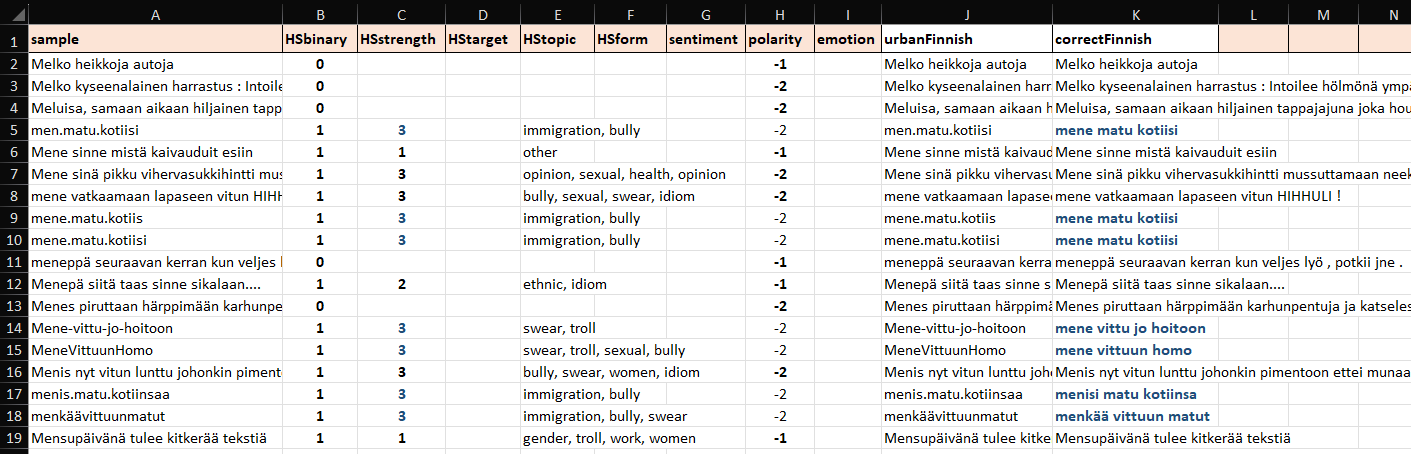 A B C D E F G H I J K L M N
1 sample HSbinary HSstrength HStarget HStopic HSform sentiment polarity emotion urbanFinnish correctFinnish
2 Melko heikkoja autoja 0 -1 Melko heikkoja autoja Melko heikkoja autoja
3 Melko kyseenalainen harrastus : Intoile 0 -2 Melko kyseenalainen harr Melko kyseenalainen harrastus : Intoilee hölmönä ympä
4 Meluisa, samaan aikaan hiljainen tapp 0 -2 Meluisa, samaan aikaan h Meluisa, samaan aikaan hiljainen tappajajuna joka hou
5 men.matu.kotiisi 1 3 immigration, bully -2 men.matu.kotiisi mene matu kotiisi
6 Mene sinne mistä kaivauduit esiin 1 1 other -1 Mene sinne mistä kaivaud Mene sinne mistä kaivauduit esiin
7 Mene sinä pikku vihervasukkihintti mus 1 3 opinion, sexual, health, opinion -2 Mene sinä pikku vihervasu Mene sinä pikku vihervasukkihintti mussuttamaan neek
8 mene vatkaamaan lapaseen vitun HIHH 1 3 bully, sexual, swear, idiom -2 mene vatkaamaan lapase mene vatkaamaan lapaseen vitun HIHHULI !
9 mene.matu.kotiis 1 3 immigration, bully -2 mene.matu.kotiis mene matu kotiisi
10 mene.matu.kotiisi 1 3 immigration, bully -2 mene.matu.kotiisi mene matu kotiisi
11 meneppä seuraavan kerran kun veljes l 0 -1 meneppä seuraavan kerra meneppä seuraavan kerran kun veljes lyö , potkii jne .
12 Menepä siitä taas sinne sikalaan.... 1 2 ethnic, idiom -1 Menepä siitä taas sinne s Menepä siitä taas sinne sikalaan....
13 Menes piruttaan härppimään karhunpe 0 -2 Menes piruttaan härppimä Menes piruttaan härppimään karhunpentuja ja katseles
14 Mene-vittu-jo-hoitoon 1 3 swear, troll -2 Mene-vittu-jo-hoitoon mene vittu jo hoitoon
15 MeneVittuunHomo 1 3 swear, troll, sexual, bully -2 MeneVittuunHomo mene vittuun homo
16 Menis nyt vitun lunttu johonkin piment 1 3 bully, swear, women, idiom -2 Menis nyt vitun lunttu joh Menis nyt vitun lunttu johonkin pimentoon ettei munaa
17 menis.matu.kotiinsaa 1 3 immigration, bully -2 menis.matu.kotiinsaa menisi matu kotiinsa
18 menkäävittuunmatut 1 3 immigration, bully, swear -2 menkäävittuunmatut menkää vittuun matut
19 Mensupäivänä tulee kitkerää tekstiä 1 1 gender, troll, work, women -1 Mensupäivänä tulee kitke Mensupäivänä tulee kitkerää tekstiä